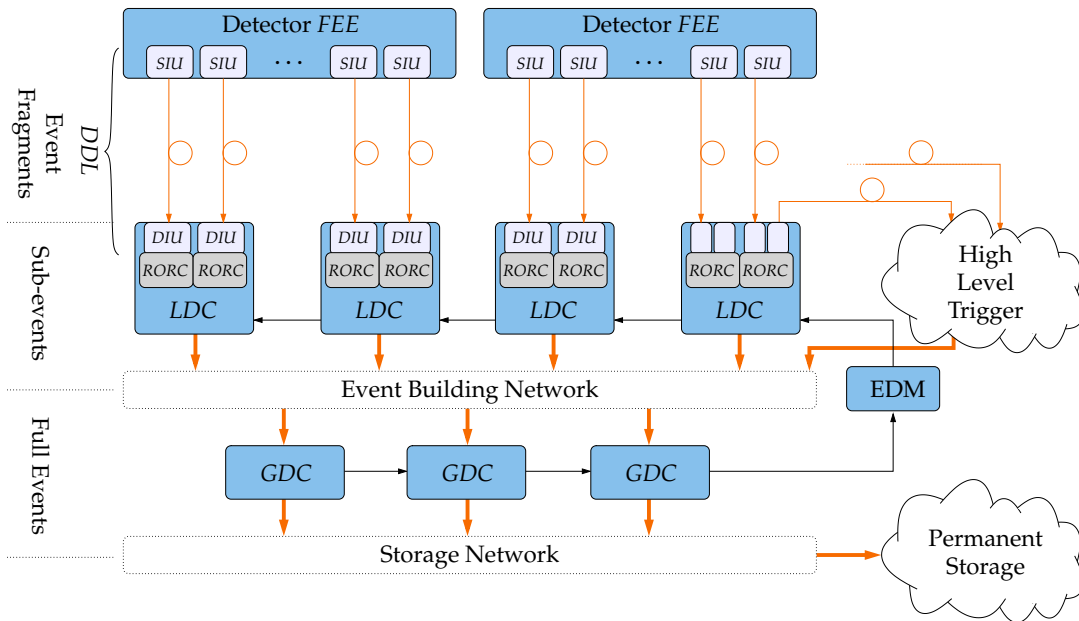 Detector FEE
Detector FEE
SIU SIU ··· SIU SIU
SIU SIU ··· SIU SIU
DDL
Event
Fragments
DIU DIU
DIU DIU
DIU DIU
RORC RORC
RORC RORC
RORC RORC
RORC RORC
LDC
LDC
LDC
LDC
High
Level
Trigger
Sub-events
Event Building Network
EDM
Full Events
GDC
GDC
GDC
Storage Network
Permanent
Storage